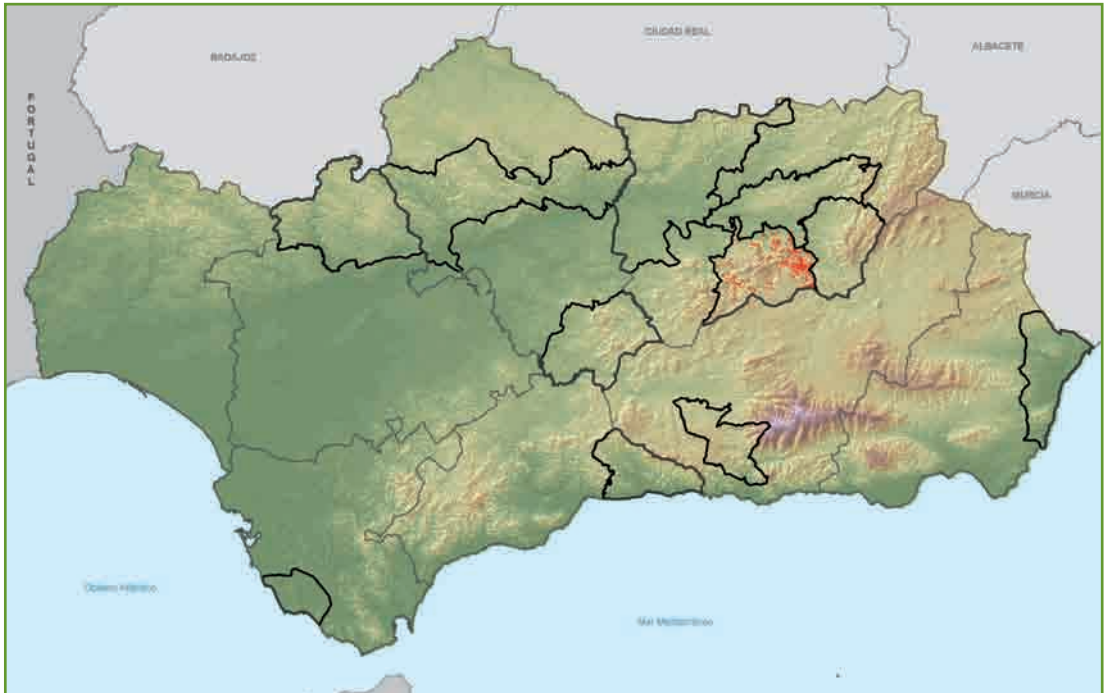 CIUDAD REAL
ALBACETE
BADAJOZ
PORTUGAL
MURCIA
Océano Atlántico
Mar Mediterráneo